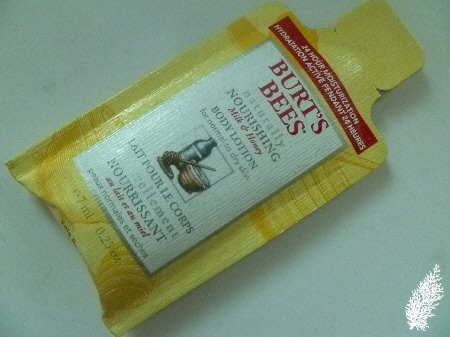 24 HOUR MOISTURIZATION
HYDRATATION ACTIVE PENDANT 24 HEURES
BURT'S
BEES
naturally
NOURISHING
Milk & Honey
BODY LOTION
for normal to dry skin
LAIT POUR LE CORPS
NOURRISSANT
au lait et au miel
peaux normales et sèches